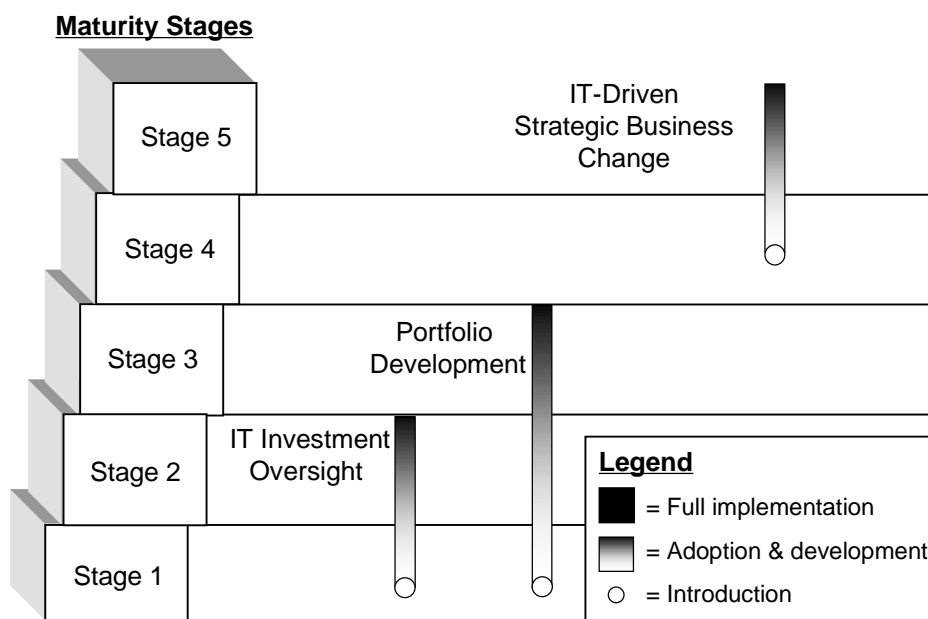 Maturity Stages
Stage 5
IT-Driven
Strategic Business
Change
Stage 4
Stage 3
Portfolio
Development
Stage 2
IT Investment
Oversight
Stage 1
Legend
= Full implementation
= Adoption & development
= Introduction